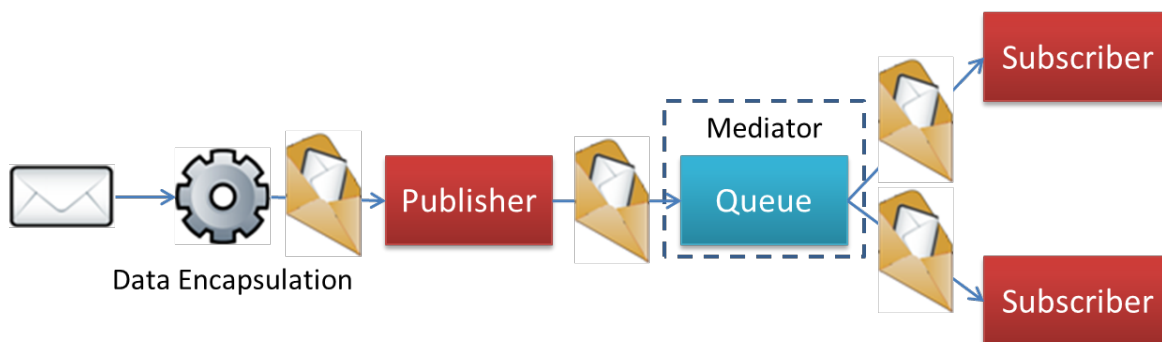 Subscriber
Mediator
Publisher
Queue
Data Encapsulation
Subscriber